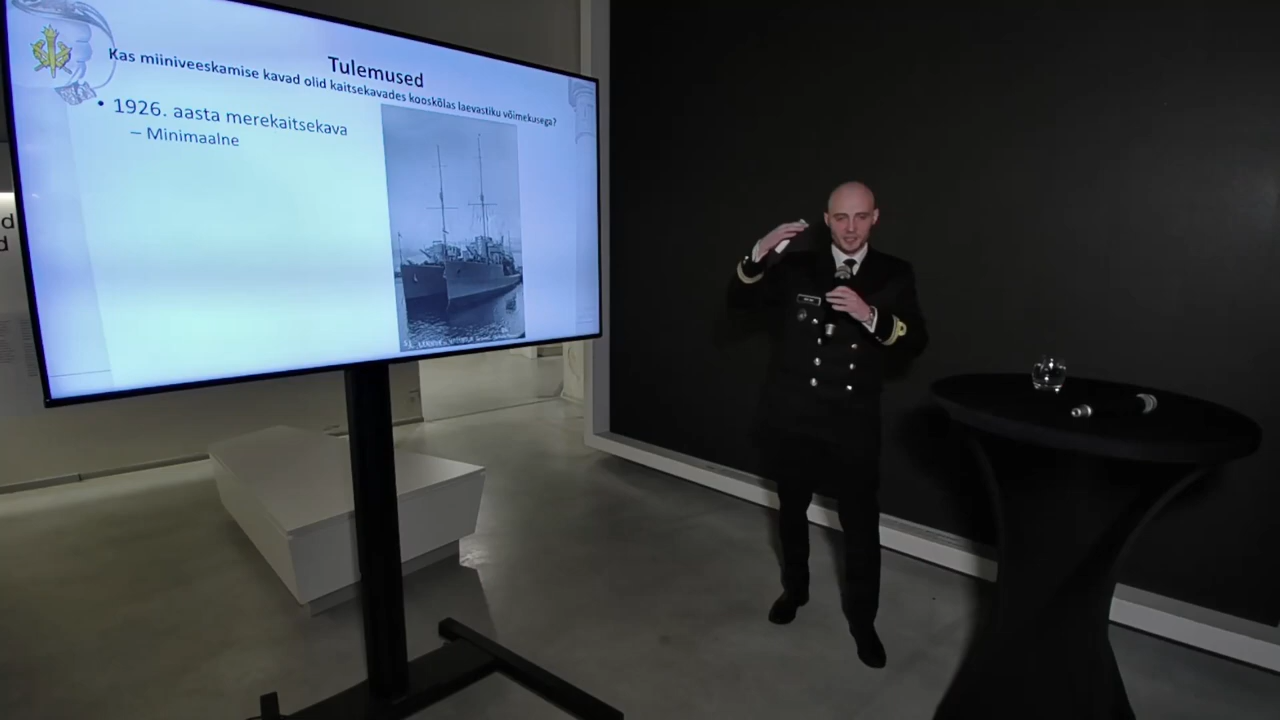 Tulemused
Kas miiniveeskamise kavad olid kaitsekavades kooskõlas laevastiku võimekusega?
• 1926. aasta merekaitsekava
– Minimaalne
d
d